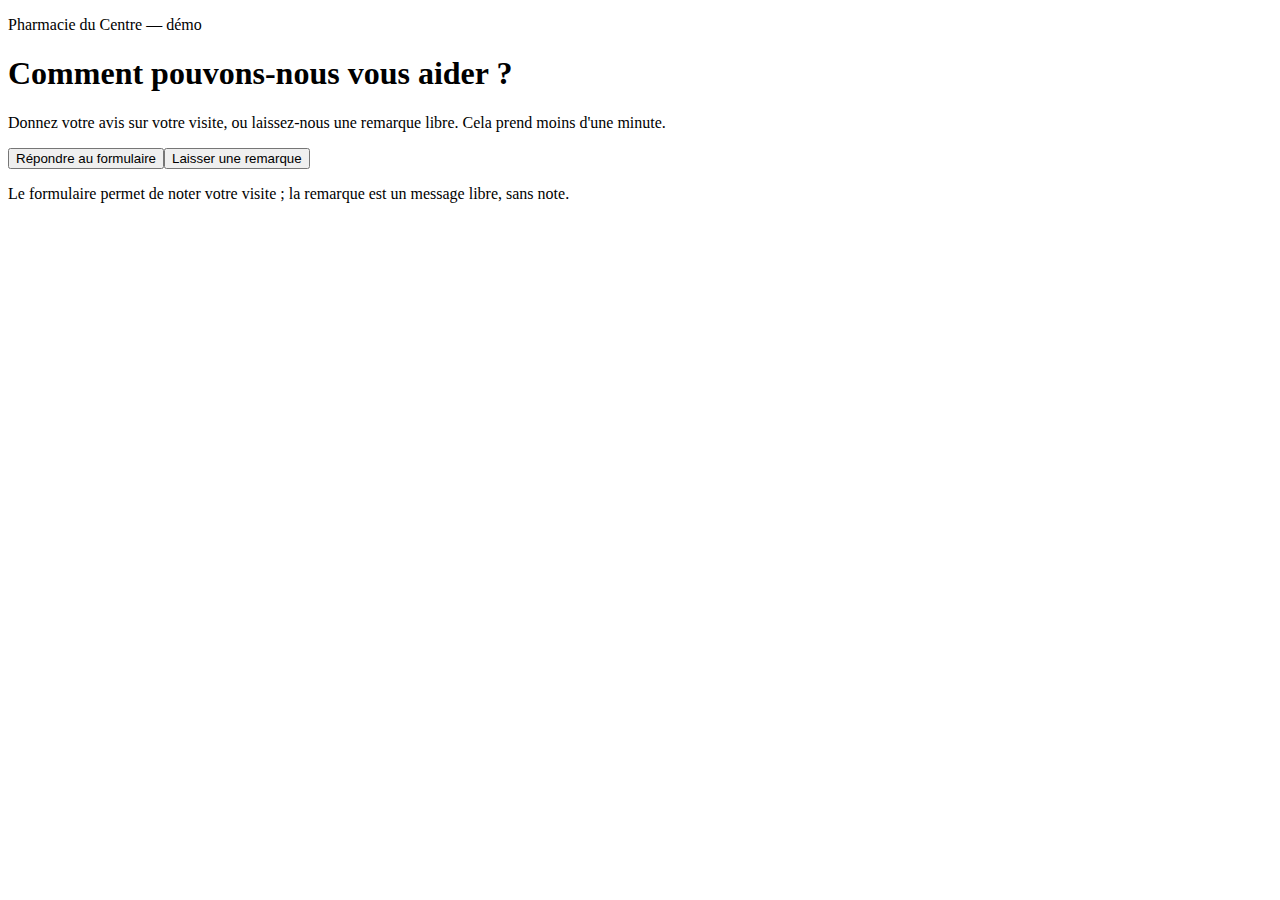 Pharmacie du Centre — démo
Comment pouvons-nous vous aider ?
Donnez votre avis sur votre visite, ou laissez-nous une remarque libre. Cela prend moins d'une minute.
Répondre au formulaire Laisser une remarque
Le formulaire permet de noter votre visite ; la remarque est un message libre, sans note.